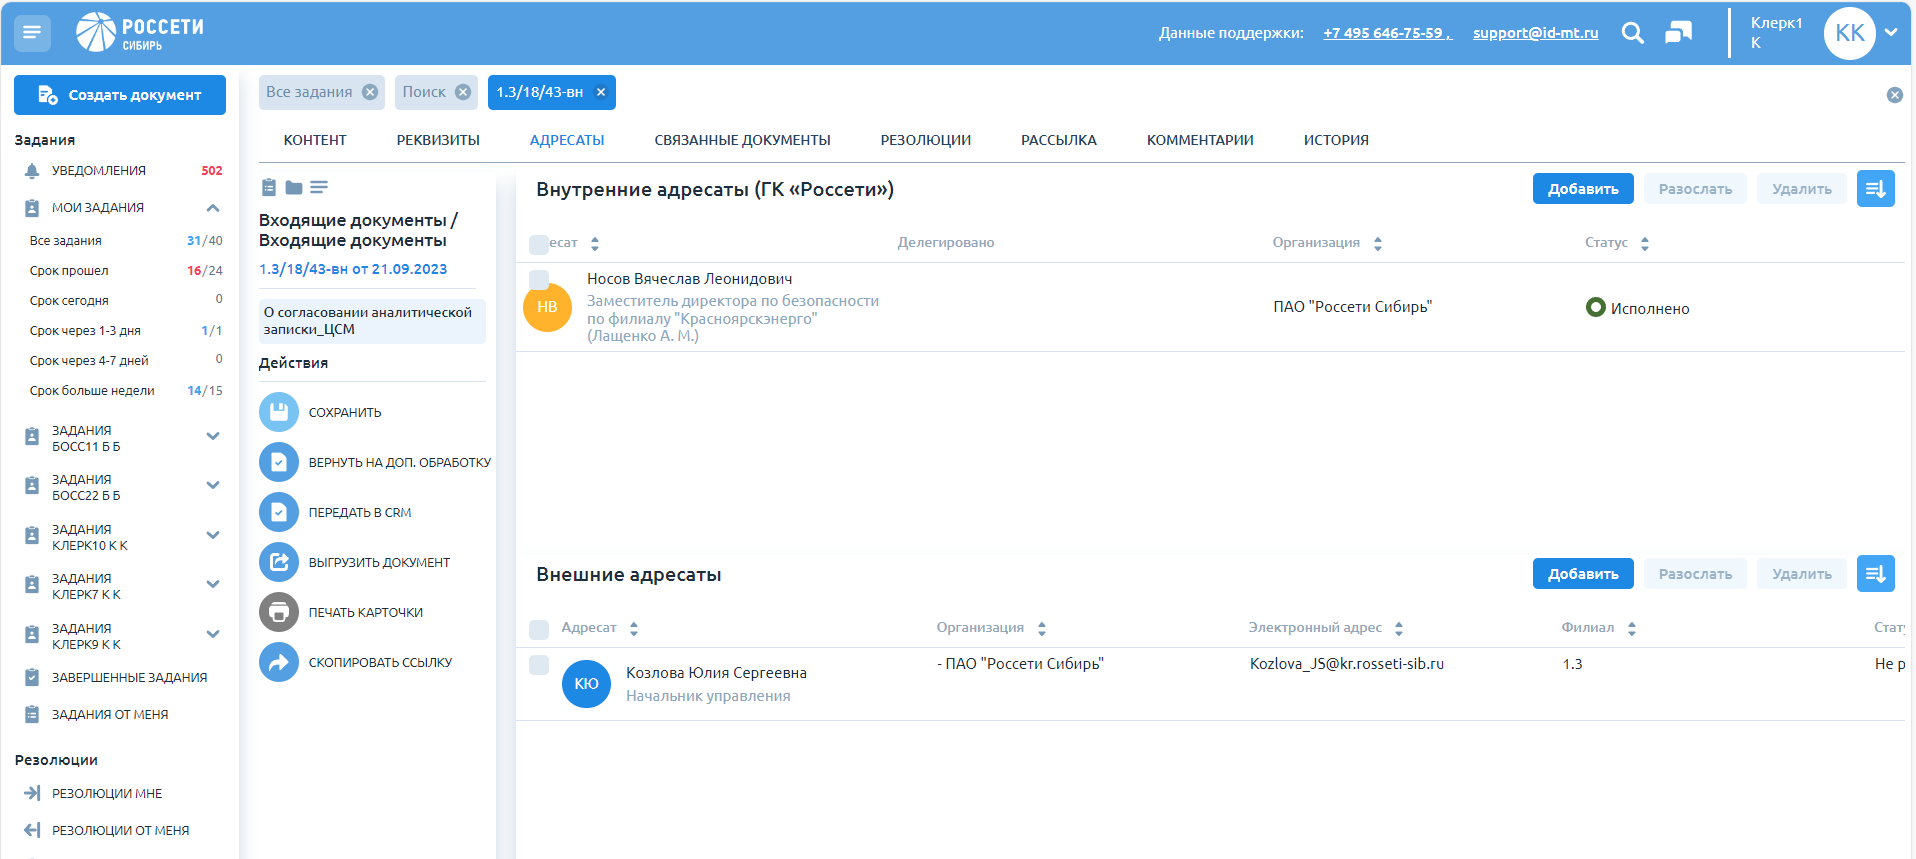 РОССЕТИ
СИБИРЬ
Данные поддержки: +7 495 646-75-59 , support@id-mt.ru
Клерк1
К
КК
Создать документ
Задания
УВЕДОМЛЕНИЯ 502
МОИ ЗАДАНИЯ
Все задания 31/40
Срок прошел 16/24
Срок сегодня 0
Срок через 1-3 дня 1/1
Срок через 4-7 дней 0
Срок больше недели 14/15
ЗАДАНИЯ
БОСС11 Б Б
ЗАДАНИЯ
БОСС22 Б Б
ЗАДАНИЯ
КЛЕРК10 К К
ЗАДАНИЯ
КЛЕРК7 К К
ЗАДАНИЯ
КЛЕРК9 К К
ЗАВЕРШЕННЫЕ ЗАДАНИЯ
ЗАДАНИЯ ОТ МЕНЯ
Резолюции
РЕЗОЛЮЦИИ МНЕ
РЕЗОЛЮЦИИ ОТ МЕНЯ
Все задания Поиск 1.3/18/43-вн
КОНТЕНТ РЕКВИЗИТЫ АДРЕСАТЫ СВЯЗАННЫЕ ДОКУМЕНТЫ РЕЗОЛЮЦИИ РАССЫЛКА КОММЕНТАРИИ ИСТОРИЯ
Входящие документы /
Входящие документы
1.3/18/43-вн от 21.09.2023
О согласовании аналитической
записки_ЦСМ
Действия
СОХРАНИТЬ
ВЕРНУТЬ НА ДОП. ОБРАБОТКУ
ПЕРЕДАТЬ В CRM
ВЫГРУЗИТЬ ДОКУМЕНТ
ПЕЧАТЬ КАРТОЧКИ
СКОПИРОВАТЬ ССЫЛКУ
Внутренние адресаты (ГК «Россети») Добавить Разослать Удалить
есат Делегировано Организация Статус
НВ
Носов Вячеслав Леонидович
Заместитель директора по безопасности
по филиалу "Красноярскэнерго"
(Лащенко А. М.)
ПАО "Россети Сибирь" Исполнено
Внешние адресаты Добавить Разослать Удалить
Адресат Организация Электронный адрес Филиал Стат
КЮ
Козлова Юлия Сергеевна
Начальник управления
- ПАО "Россети Сибирь" Kozlova_JS@kr.rosseti-sib.ru 1.3 Не р